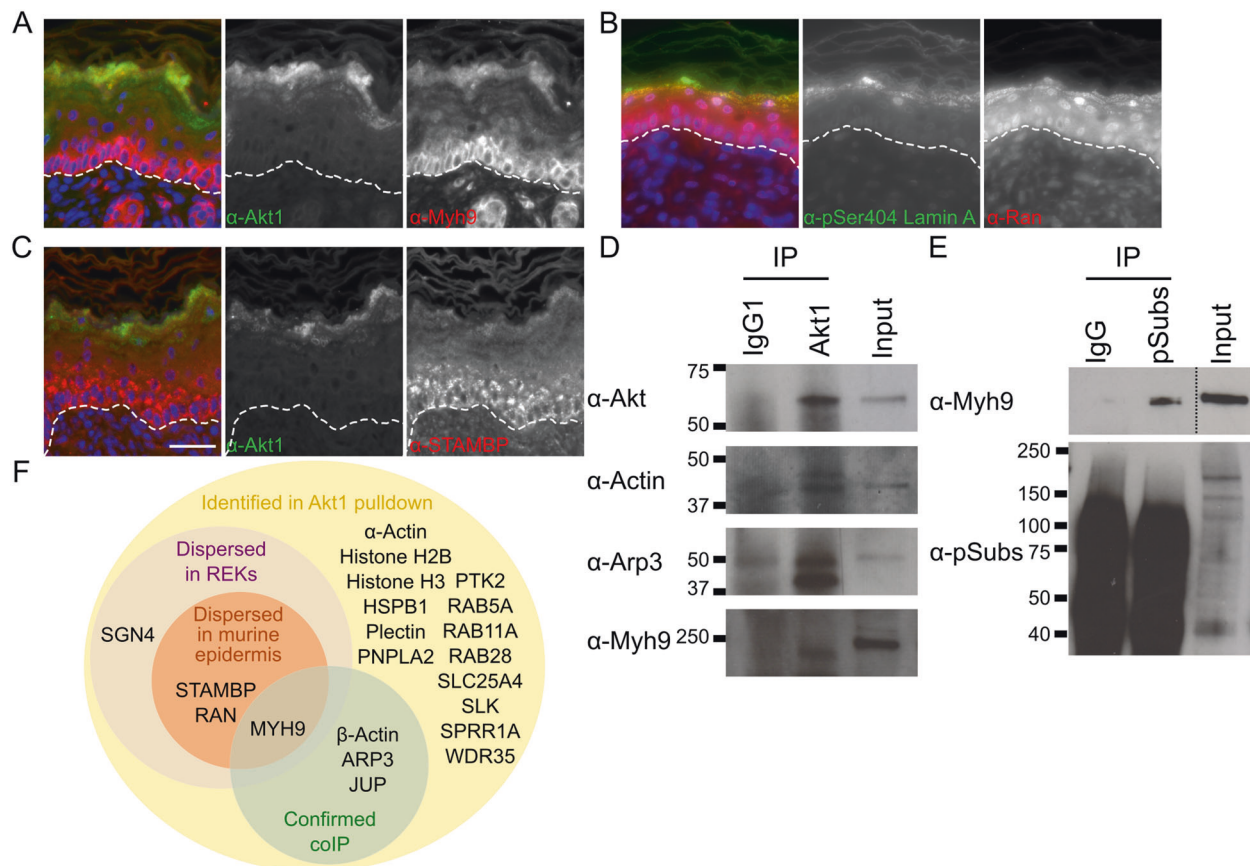 A
α-Akt1
α-Myh9
B
α-pSer404 Lamin A
α-Ran
C
α-Akt1
α-STAMBP
D
IP
IgG1
Akt1
Input
α-Akt
75
50
α-Actin
50
37
α-Arp3
50
37
α-Myh9
250
E
IP
IgG
pSubs
Input
α-Myh9
α-pSubs
250
150
100
75
50
40
F
Identified in Akt1 pulldown
Dispersed
in REKs
SGN4
Dispersed
in murine
epidermis
STAMBP
RAN
MYH9
β-Actin
ARP3
JUP
Confirmed
coIP
α-Actin
Histone H2B
Histone H3
HSPB1
Plectin
PNPLA2
PTK2
RAB5A
RAB11A
RAB28
SLC25A4
SLK
SPRR1A
WDR35